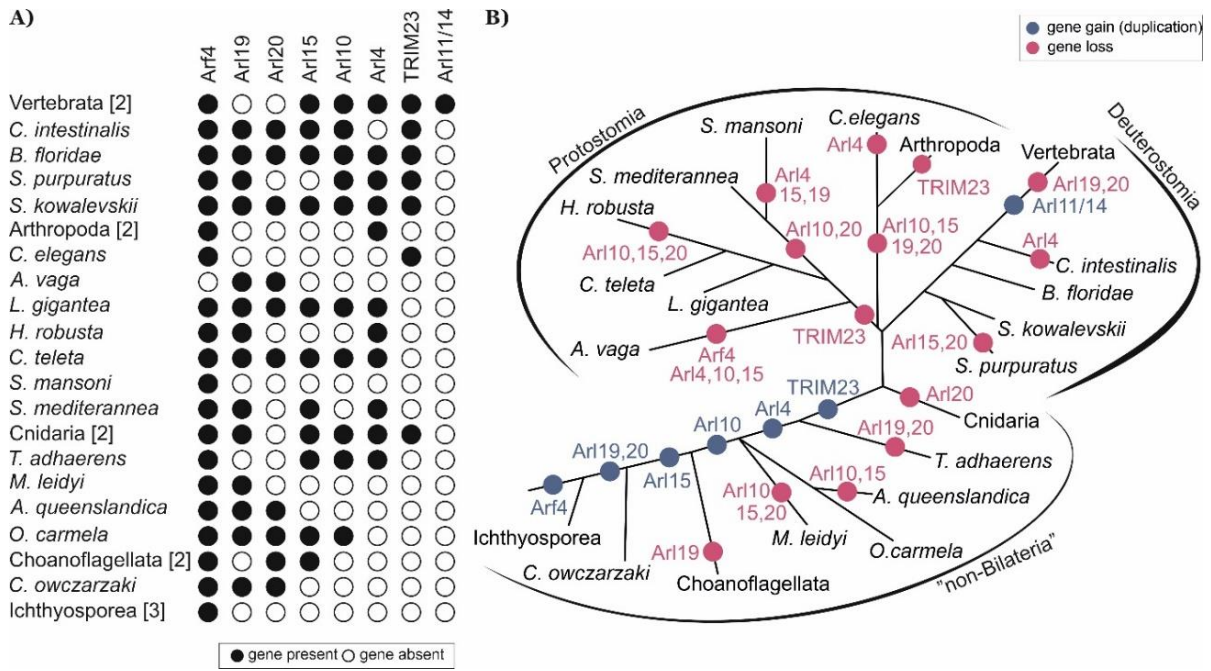 A)
Arf4
Arl19
Arl20
Arl15
Arl10
Arl4
TRIM23
Arl11/14
Vertebrata [2]
C. intestinalis
B. floridae
S. purpuratus
S. kowalevskii
Arthropoda [2]
C. elegans
A. vaga
L. gigantea
H. robusta
C. teleta
S. mansoni
S. mediterannea
Cnidaria [2]
T. adhaerens
M. leidyi
A. queenslandica
O. carmela
Choanoflagellata [2]
C. owczarzaki
Ichthyosporea [3]
gene present
gene absent
B)
gene gain (duplication)
gene loss
Protostomia
Deuterostomia
"non-Bilateria"
C.elegans
Arl4
Arthropoda
TRIM23
S. mansoni
Arl4
15,19
S. mediterannea
Arl10,20
Arl10,15
19,20
H. robusta
Arl10,15,20
C. teleta
L. gigantea
A. vaga
Arf4
Arl4,10,15
TRIM23
Vertebrata
Arl19,20
Arl11/14
Arl4
C. intestinalis
B. floridae
S. kowalevskii
Arl15,20
S. purpuratus
TRIM23
Arl20
Cnidaria
Arl4
Arl19,20
T. adhaerens
Arl10
Arl10,15
A. queenslandica
Arl19,20
Arl15
Arl10
15,20
M. leidyi
O.carmela
Arf4
Ichthyosporea
C. owczarzaki
Arl19
Choanoflagellata